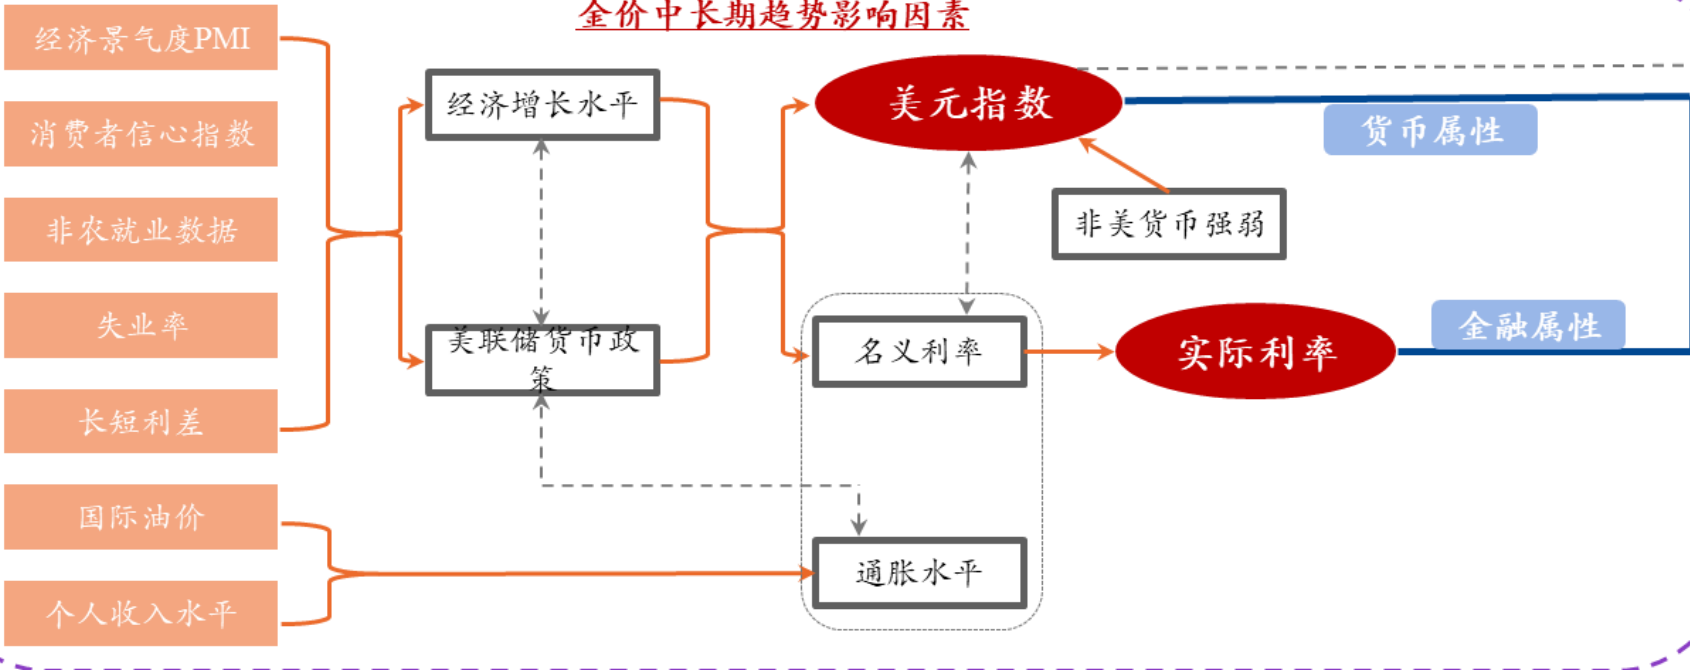 金价中长期趋势影响因素
经济景气度PMI
消费者信心指数
非农就业数据
失业率
长短利差
国际油价
个人收入水平
经济增长水平
美联储货币政
策
美元指数
货币属性
非美货币强弱
名义利率
实际利率
金融属性
通胀水平